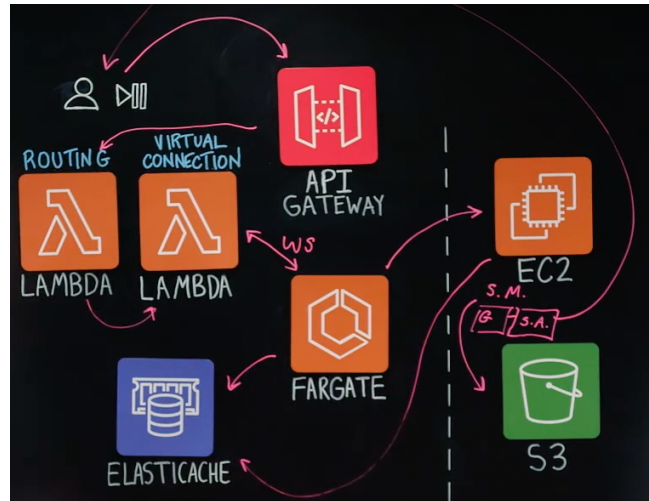 </>
ROUTING
VIRTUAL
CONNECTION
API
GATEWAY
LAMBDA
LAMBDA
WS
EC2
S.M.
G
S.A.
FARGATE
ELASTICACHE
S3